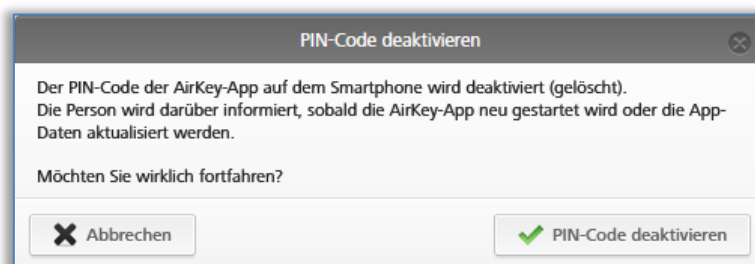 PIN-Code deaktivieren
Der PIN-Code der AirKey-App auf dem Smartphone wird deaktiviert (gelöscht).
Die Person wird darüber informiert, sobald die AirKey-App neu gestartet wird oder die App-
Daten aktualisiert werden.
Möchten Sie wirklich fortfahren?
Abbrechen
PIN-Code deaktivieren